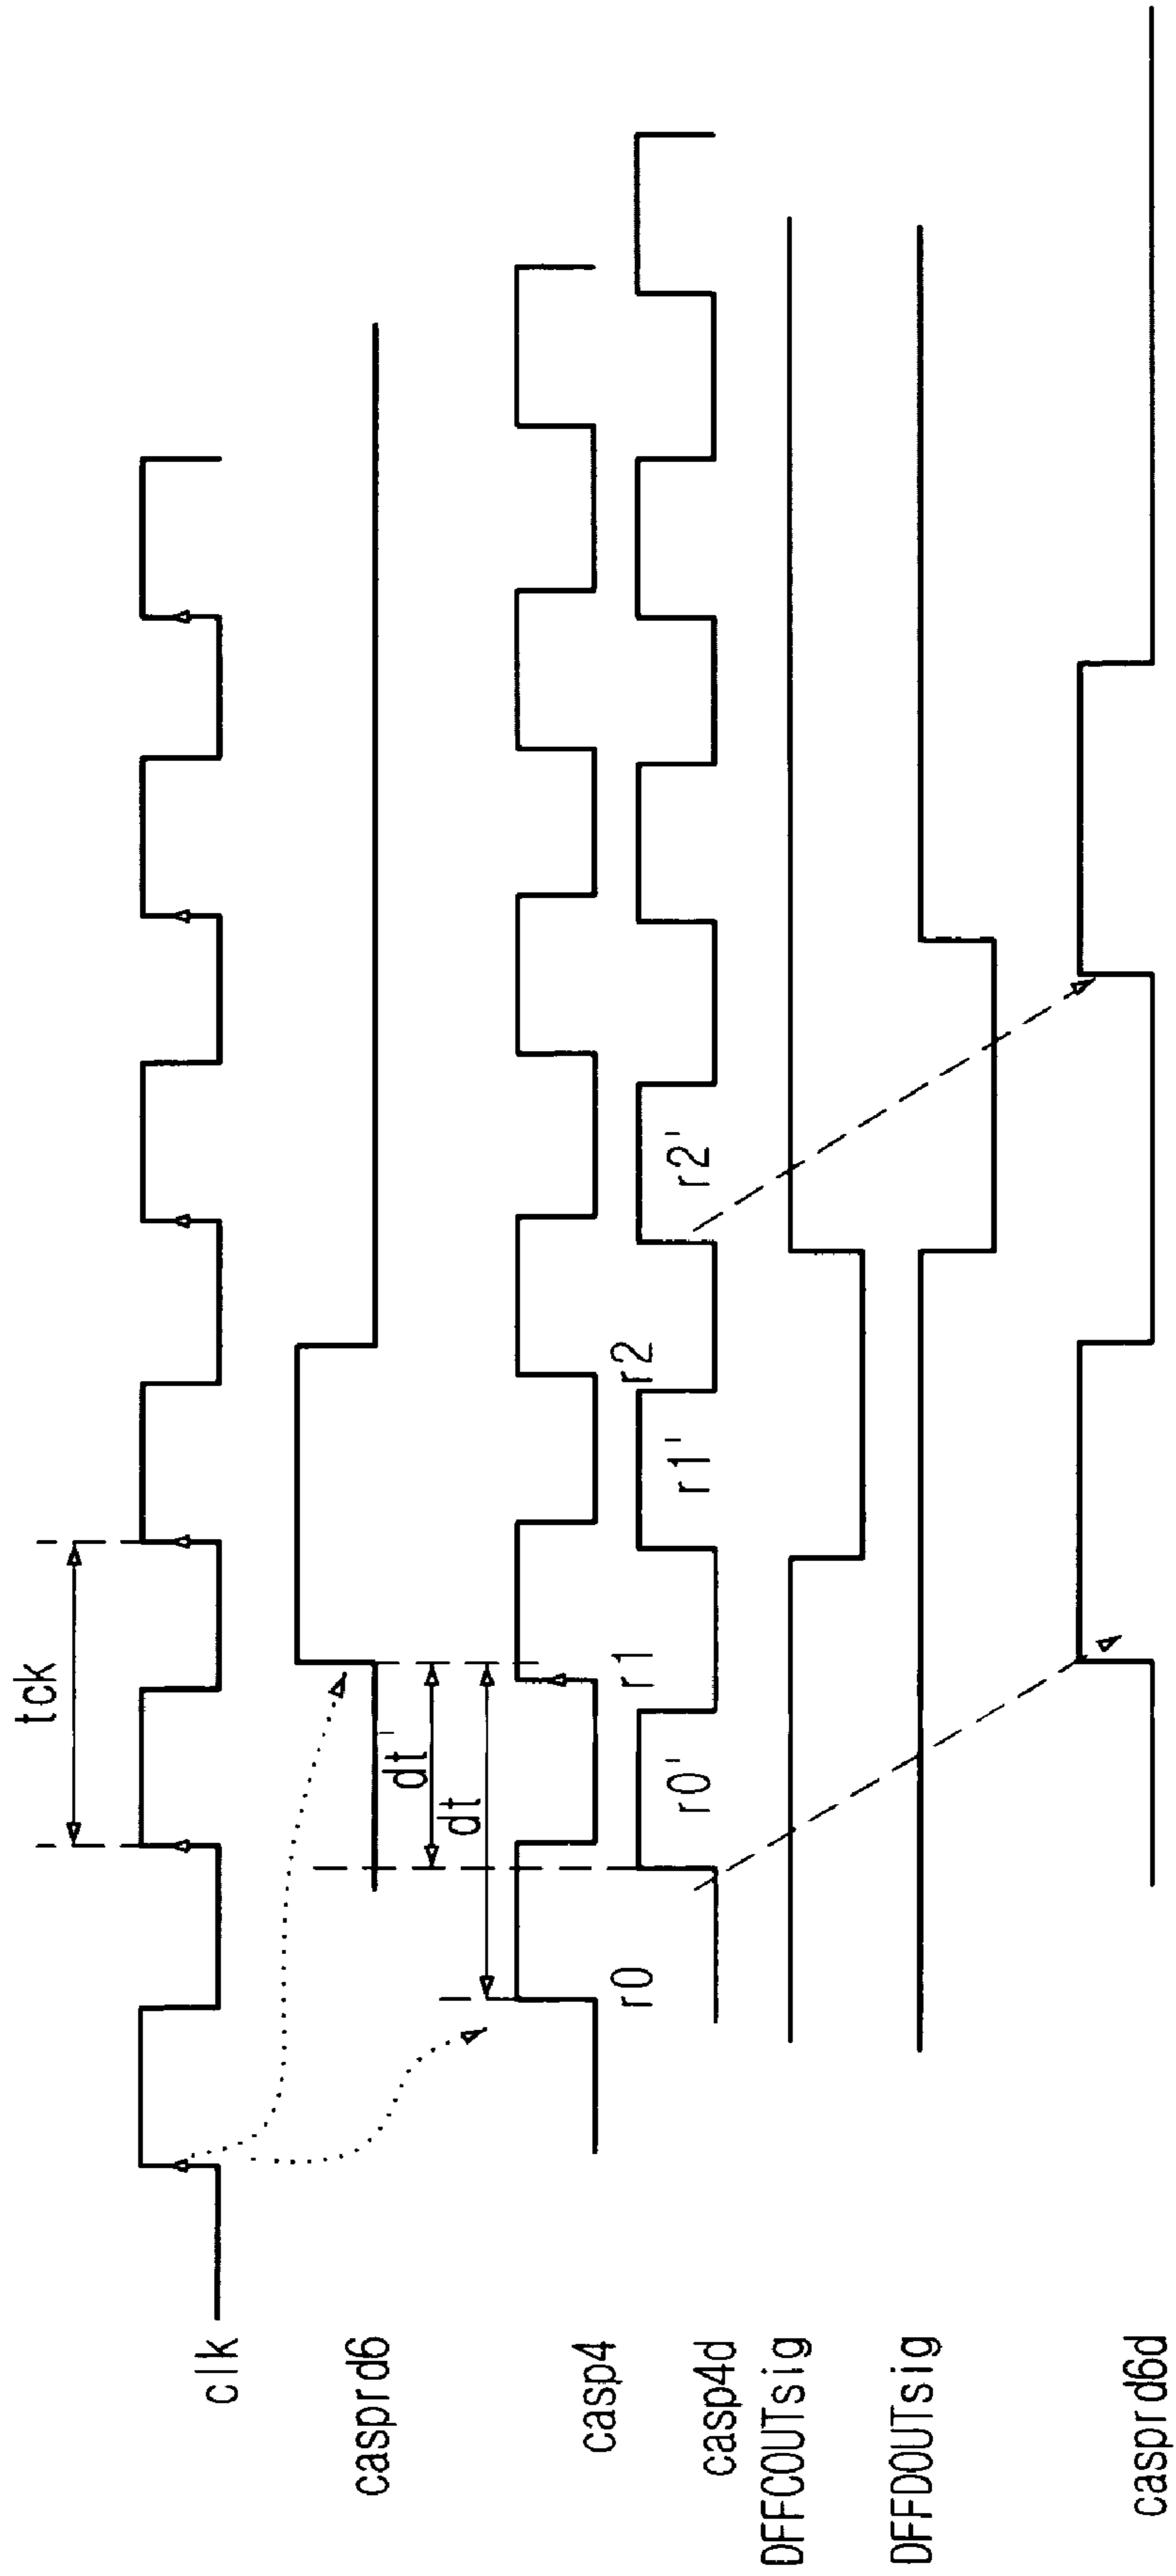 tck
clk
casprd6
dt'
dt
casp4
r0
r1
r2
casp4d
r0'
r1'
r2'
DFFCOUTsig
DFFDOUTsig
casprd6d